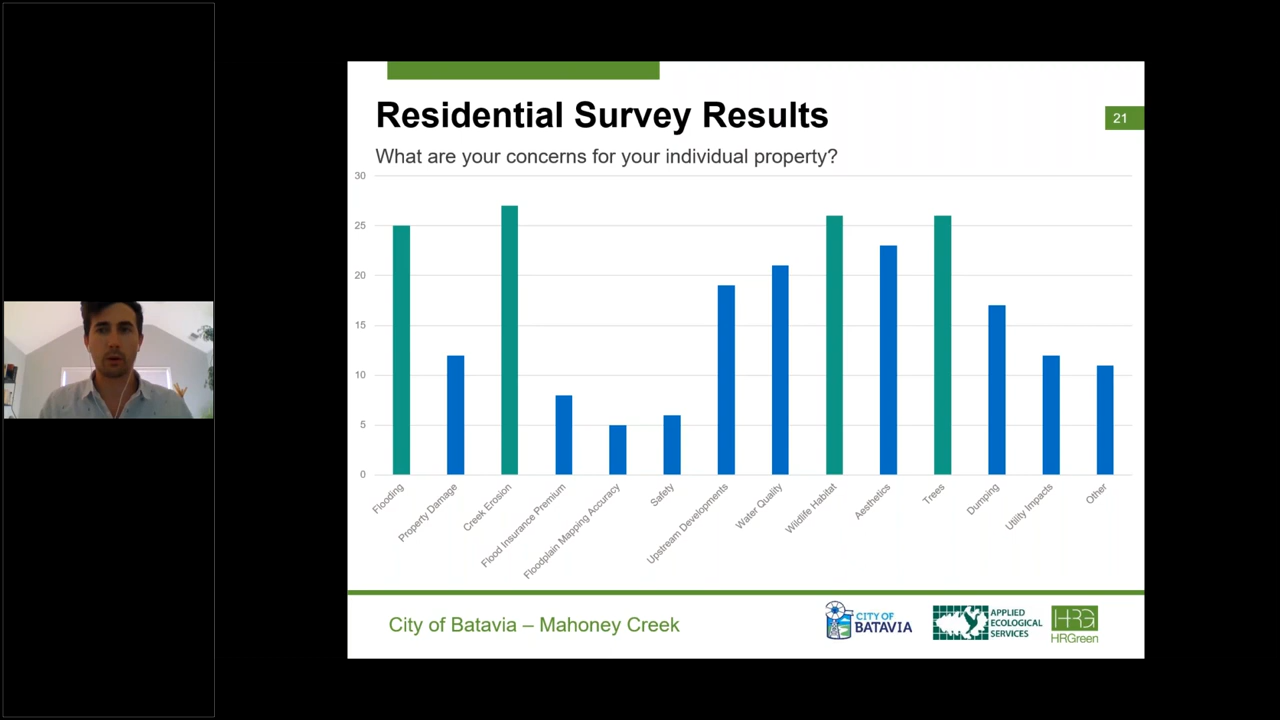 Residential Survey Results
21
What are your concerns for your individual property?
30
25
20
15
10
5
0
Flooding
Property Damage
Creek Erosion
Flood Insurance Premium
Floodplain Mapping Accuracy
Safety
Upstream Developments
Water Quality
Wildlife Habitat
Aesthetics
Trees
Dumping
Utility Impacts
Other
City of Batavia – Mahoney Creek
CITY OF
BATAVIA
APPLIED
ECOLOGICAL
SERVICES
HRG
HRGreen